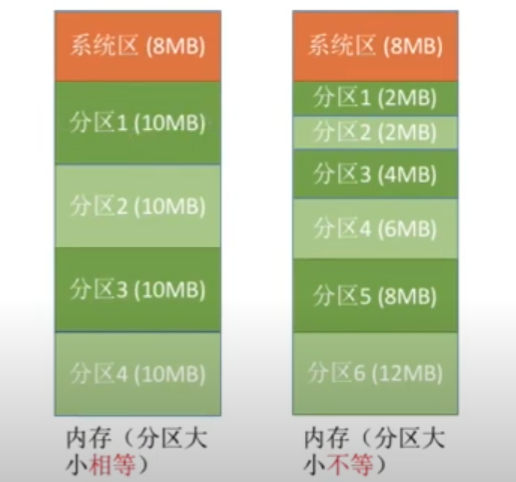 系统区 (8MB)
分区1 (10MB)
分区2 (10MB)
分区3 (10MB)
分区4 (10MB)
内存（分区大
小相等）
系统区 (8MB)
分区1 (2MB)
分区2 (2MB)
分区3 (4MB)
分区4 (6MB)
分区5 (8MB)
分区6 (12MB)
内存（分区大
小不等）